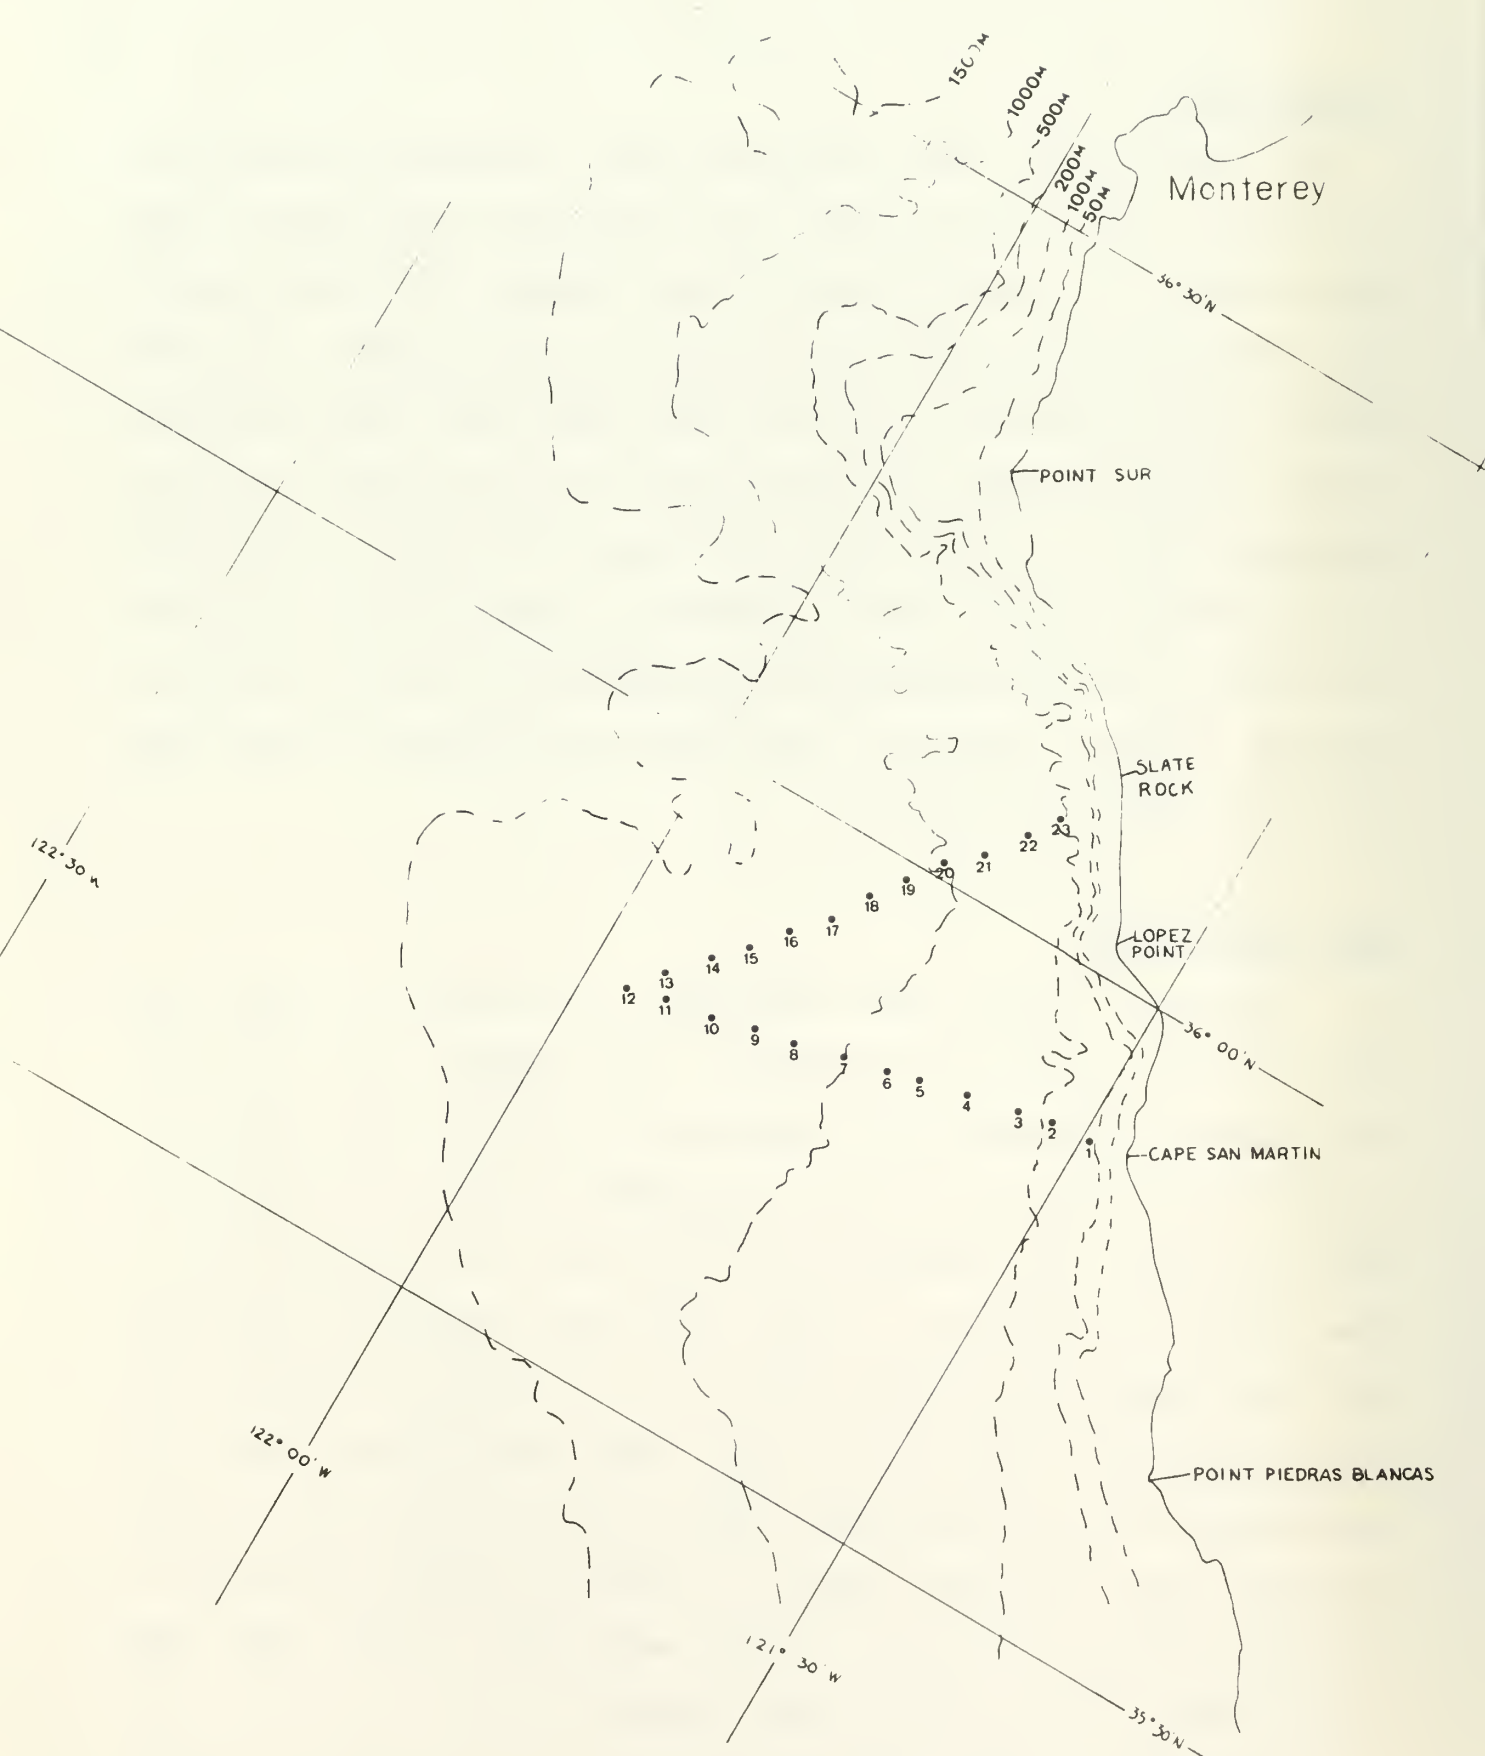 1500M
1000M
500M
200M
100M
50M
Monterey
36° 30'N
POINT SUR
SLATE
ROCK
122° 30 W
23
22
21
20
19
18
17
16
15
14
13
12
11
10
9
8
7
6
5
4
3
2
1
LOPEZ
POINT
36° 00'N
CAPE SAN MARTIN
122° 00' W
POINT PIEDRAS BLANCAS
121° 30' W
35° 30'N